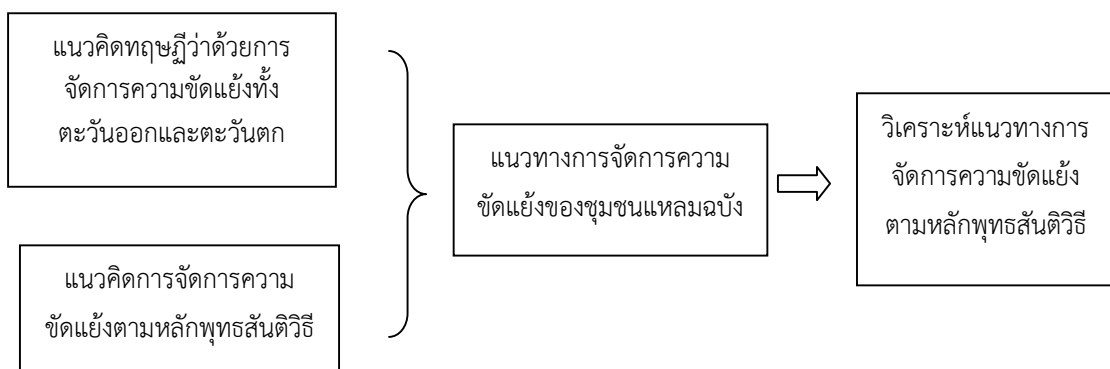 แนวคิดทฤษฎีว่าด้วยการ
จัดการความขัดแย้งทั้ง
ตะวันออกและตะวันตก
แนวคิดการจัดการความ
ขัดแย้งตามหลักพุทธสันติวิธี
แนวทางการจัดการความ
ขัดแย้งของชุมชนแหลมฉบัง
วิเคราะห์แนวทางการ
จัดการความขัดแย้ง
ตามหลักพุทธสันติวิธี